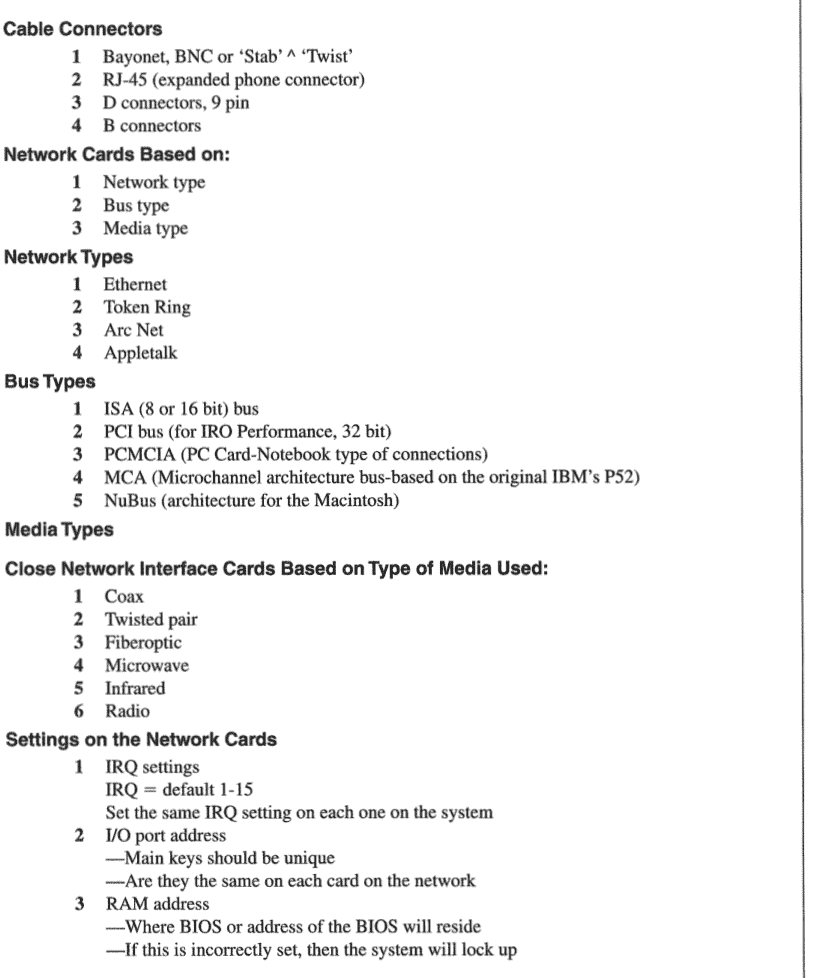 Cable Connectors
1 Bayonet, BNC or ‘Stab’ ^ ‘Twist’
2 RJ-45 (expanded phone connector)
3 D connectors, 9 pin
4 B connectors
Network Cards Based on:
1 Network type
2 Bus type
3 Media type
Network Types
1 Ethernet
2 Token Ring
3 Arc Net
4 Appletalk
Bus Types
1 ISA (8 or 16 bit) bus
2 PCI bus (for IRO Performance, 32 bit)
3 PCMCIA (PC Card-Notebook type of connections)
4 MCA (Microchannel architecture bus-based on the original IBM’s P52)
5 NuBus (architecture for the Macintosh)
Media Types
Close Network Interface Cards Based on Type of Media Used:
1 Coax
2 Twisted pair
3 Fiberoptic
4 Microwave
5 Infrared
6 Radio
Settings on the Network Cards
1 IRQ settings
IRQ = default 1-15
Set the same IRQ setting on each one on the system
2 I/O port address
—Main keys should be unique
—Are they the same on each card on the network
3 RAM address
—Where BIOS or address of the BIOS will reside
—If this is incorrectly set, then the system will lock up